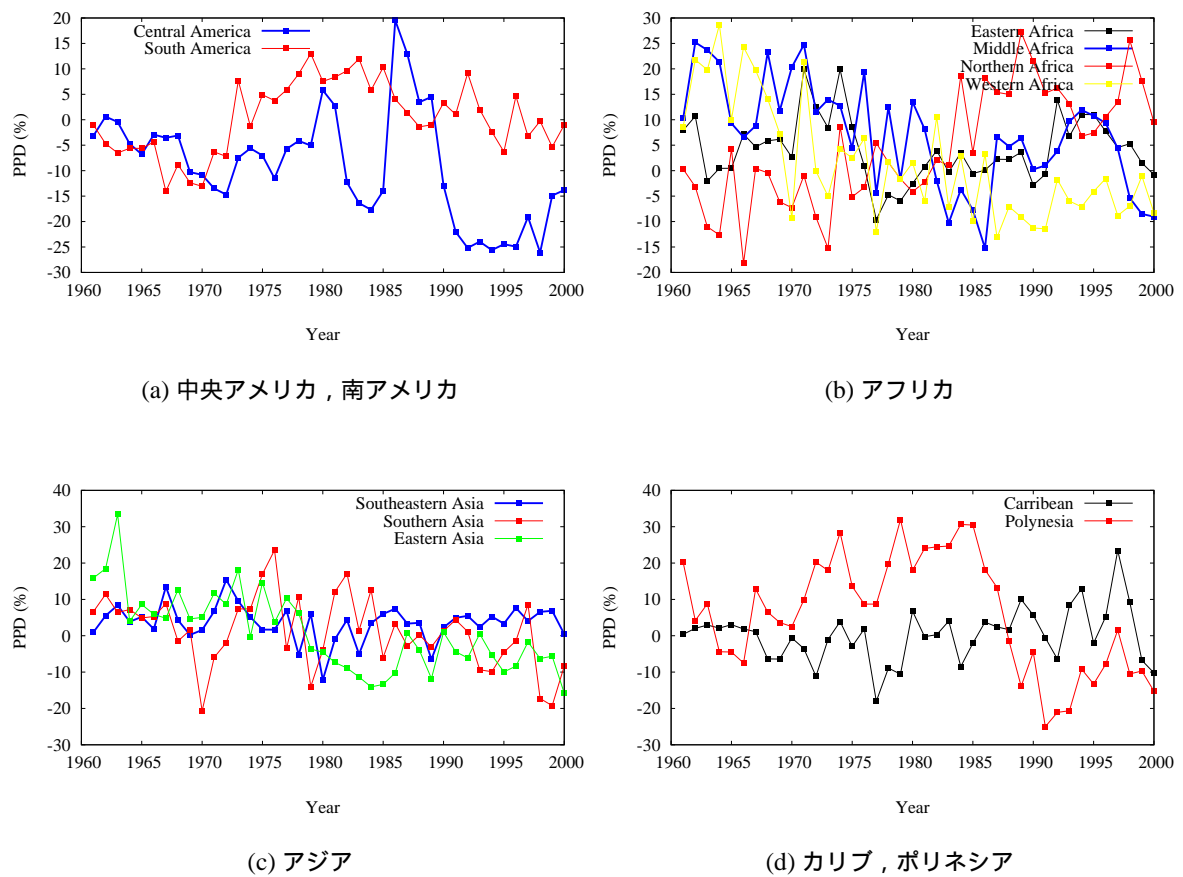 Central America
South America
20
15
10
5
0
-5
-10
-15
-20
-25
-30
PPD (%)
1960 1965 1970 1975 1980 1985 1990 1995 2000
Year
(a) 中央アメリカ , 南アメリカ
Eastern Africa
Middle Africa
Northern Africa
Western Africa
30
25
20
15
10
5
0
-5
-10
-15
-20
PPD (%)
1960 1965 1970 1975 1980 1985 1990 1995 2000
Year
(b) アフリカ
Southeastern Asia
Southern Asia
Eastern Asia
40
30
20
10
0
-10
-20
-30
PPD (%)
1960 1965 1970 1975 1980 1985 1990 1995 2000
Year
(c) アジア
Carribean
Polynesia
40
30
20
10
0
-10
-20
-30
PPD (%)
1960 1965 1970 1975 1980 1985 1990 1995 2000
Year
(d) カリブ , ポリネシア